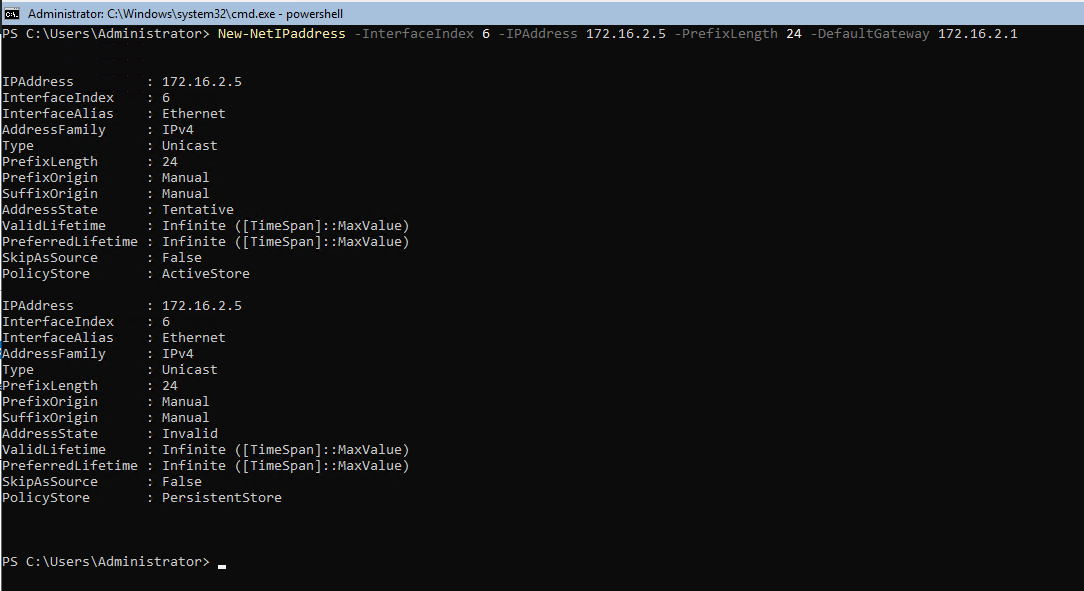 Administrator: C:\Windows\system32\cmd.exe - powershell
PS C:\Users\Administrator> New-NetIPaddress -InterfaceIndex 6 -IPAddress 172.16.2.5 -PrefixLength 24 -DefaultGateway 172.16.2.1
IPAddress         : 172.16.2.5
InterfaceIndex    : 6
InterfaceAlias    : Ethernet
AddressFamily     : IPv4
Type              : Unicast
PrefixLength      : 24
PrefixOrigin      : Manual
SuffixOrigin      : Manual
AddressState      : Tentative
ValidLifetime     : Infinite ([TimeSpan]::MaxValue)
PreferredLifetime : Infinite ([TimeSpan]::MaxValue)
SkipAsSource      : False
PolicyStore       : ActiveStore
IPAddress         : 172.16.2.5
InterfaceIndex    : 6
InterfaceAlias    : Ethernet
AddressFamily     : IPv4
Type              : Unicast
PrefixLength      : 24
PrefixOrigin      : Manual
SuffixOrigin      : Manual
AddressState      : Invalid
ValidLifetime     : Infinite ([TimeSpan]::MaxValue)
PreferredLifetime : Infinite ([TimeSpan]::MaxValue)
SkipAsSource      : False
PolicyStore       : PersistentStore
PS C:\Users\Administrator>